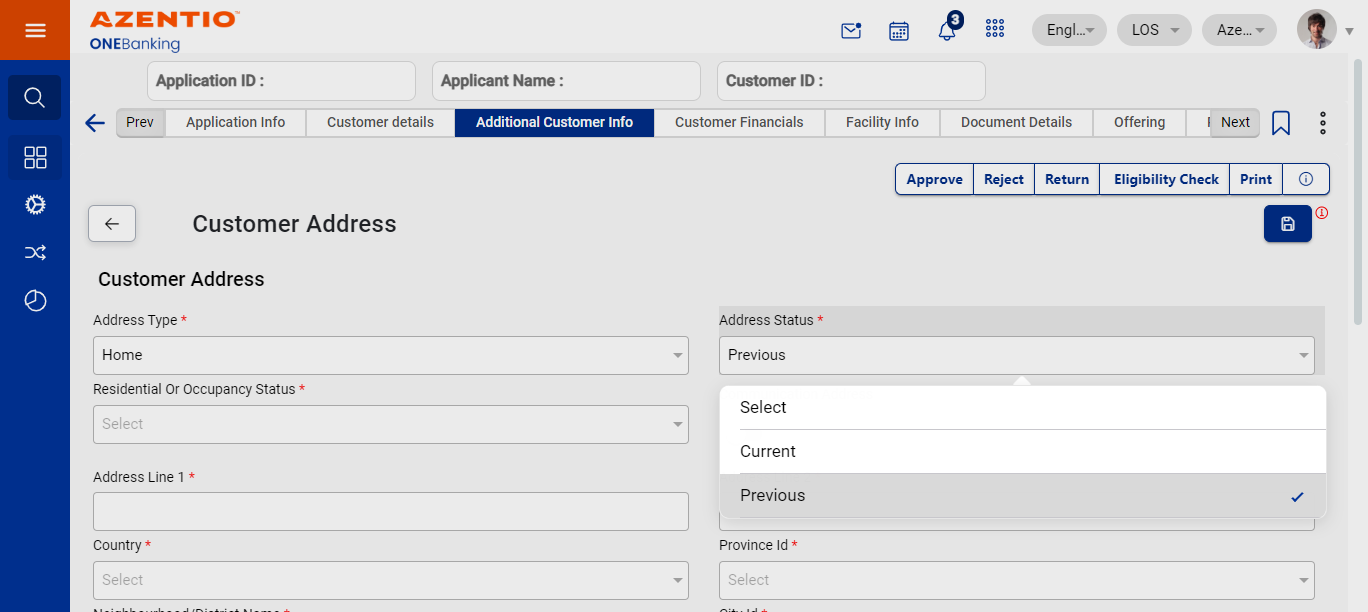 AZENTIO™
ONEBanking
3
Engl...
LOS
Aze...
Application ID :
Applicant Name :
Customer ID :
Prev
Application Info
Customer details
Additional Customer Info
Customer Financials
Facility Info
Document Details
Offering
Next
Approve
Reject
Return
Eligibility Check
Print
Customer Address
Customer Address
Address Type *
Address Status *
Home
Previous
Residential Or Occupancy Status *
Select
Select
Current
Previous
Address Line 1 *
Country *
Province Id *
Select
Select
Neighbourhood/District Name *
City Id *